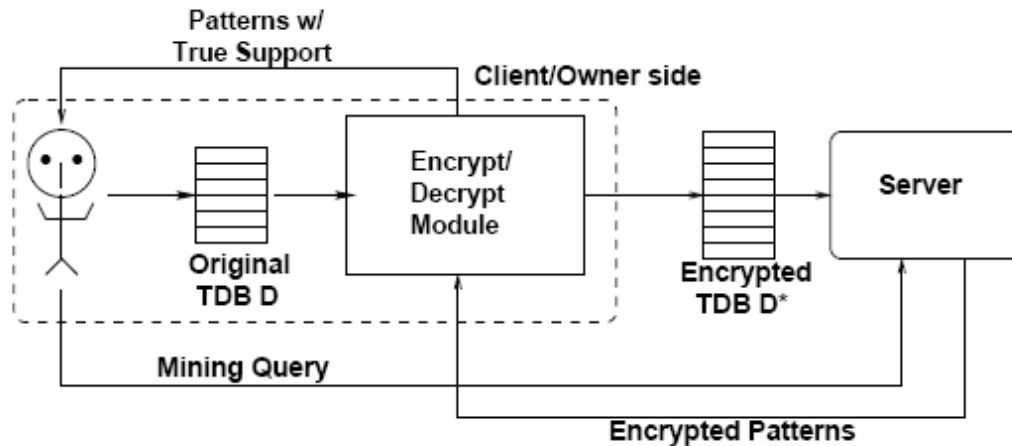 Patterns w/
True Support
Client/Owner side
Encrypt/
Decrypt
Module
Server
Original
TDB D
Encrypted
TDB D*
Mining Query
Encrypted Patterns